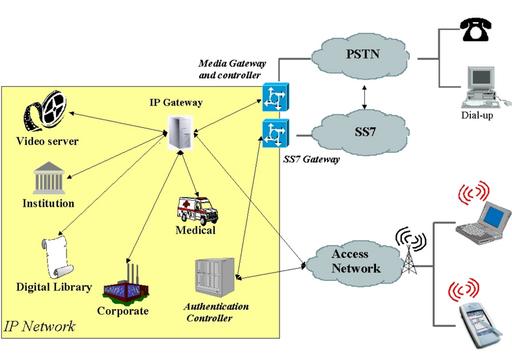 PSTN
Media Gateway
and controller
Dial-up
IP Gateway
Video server
SS7
SS7 Gateway
Institution
Medical
Access
Network
Digital Library
Corporate
Authentication
Controller
IP Network